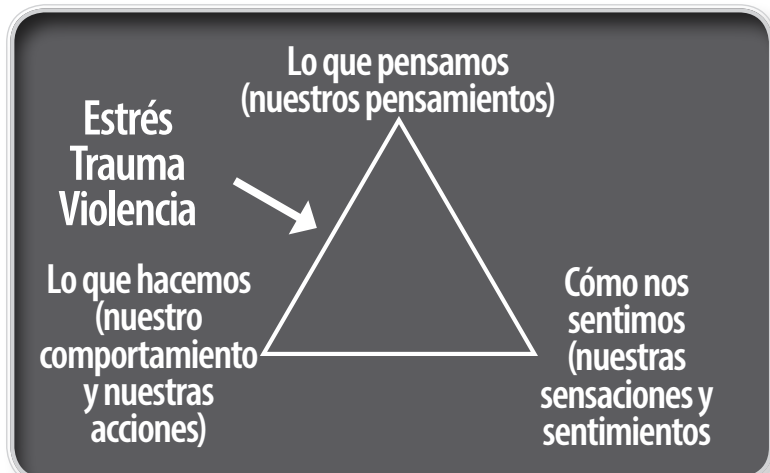 Lo que pensamos
(nuestros pensamientos)
Estrés
Trauma
Violencia
Lo que hacemos
(nuestro
comportamiento
y nuestras
acciones)
Cómo nos
sentimos
(nuestras
sensaciones y
sentimientos